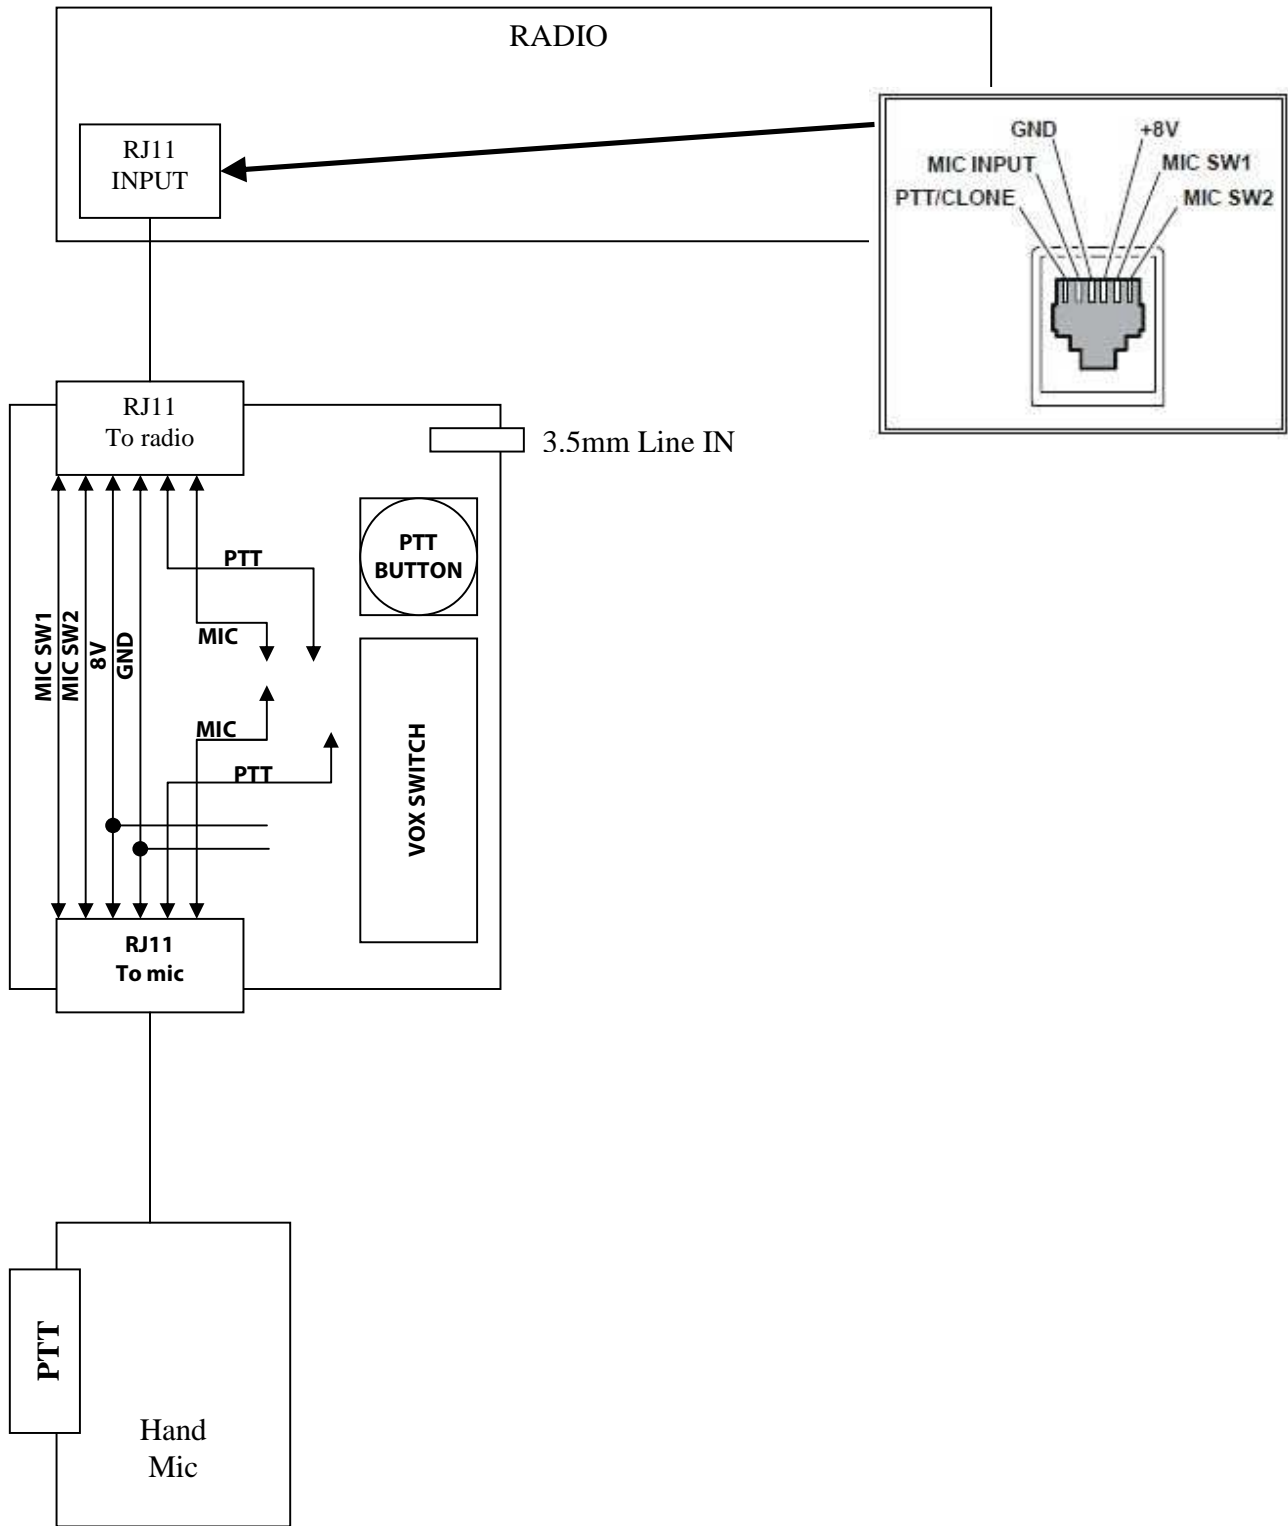 RADIO
RJ11
INPUT
GND
+8V
MIC INPUT
MIC SW1
PTT/CLONE
MIC SW2
RJ11
To radio
3.5mm Line IN
PTT
BUTTON
PTT
MIC
MIC SW1
MIC SW2
8V
GND
MIC
PTT
VOX SWITCH
RJ11
To mic
PTT
Hand
Mic